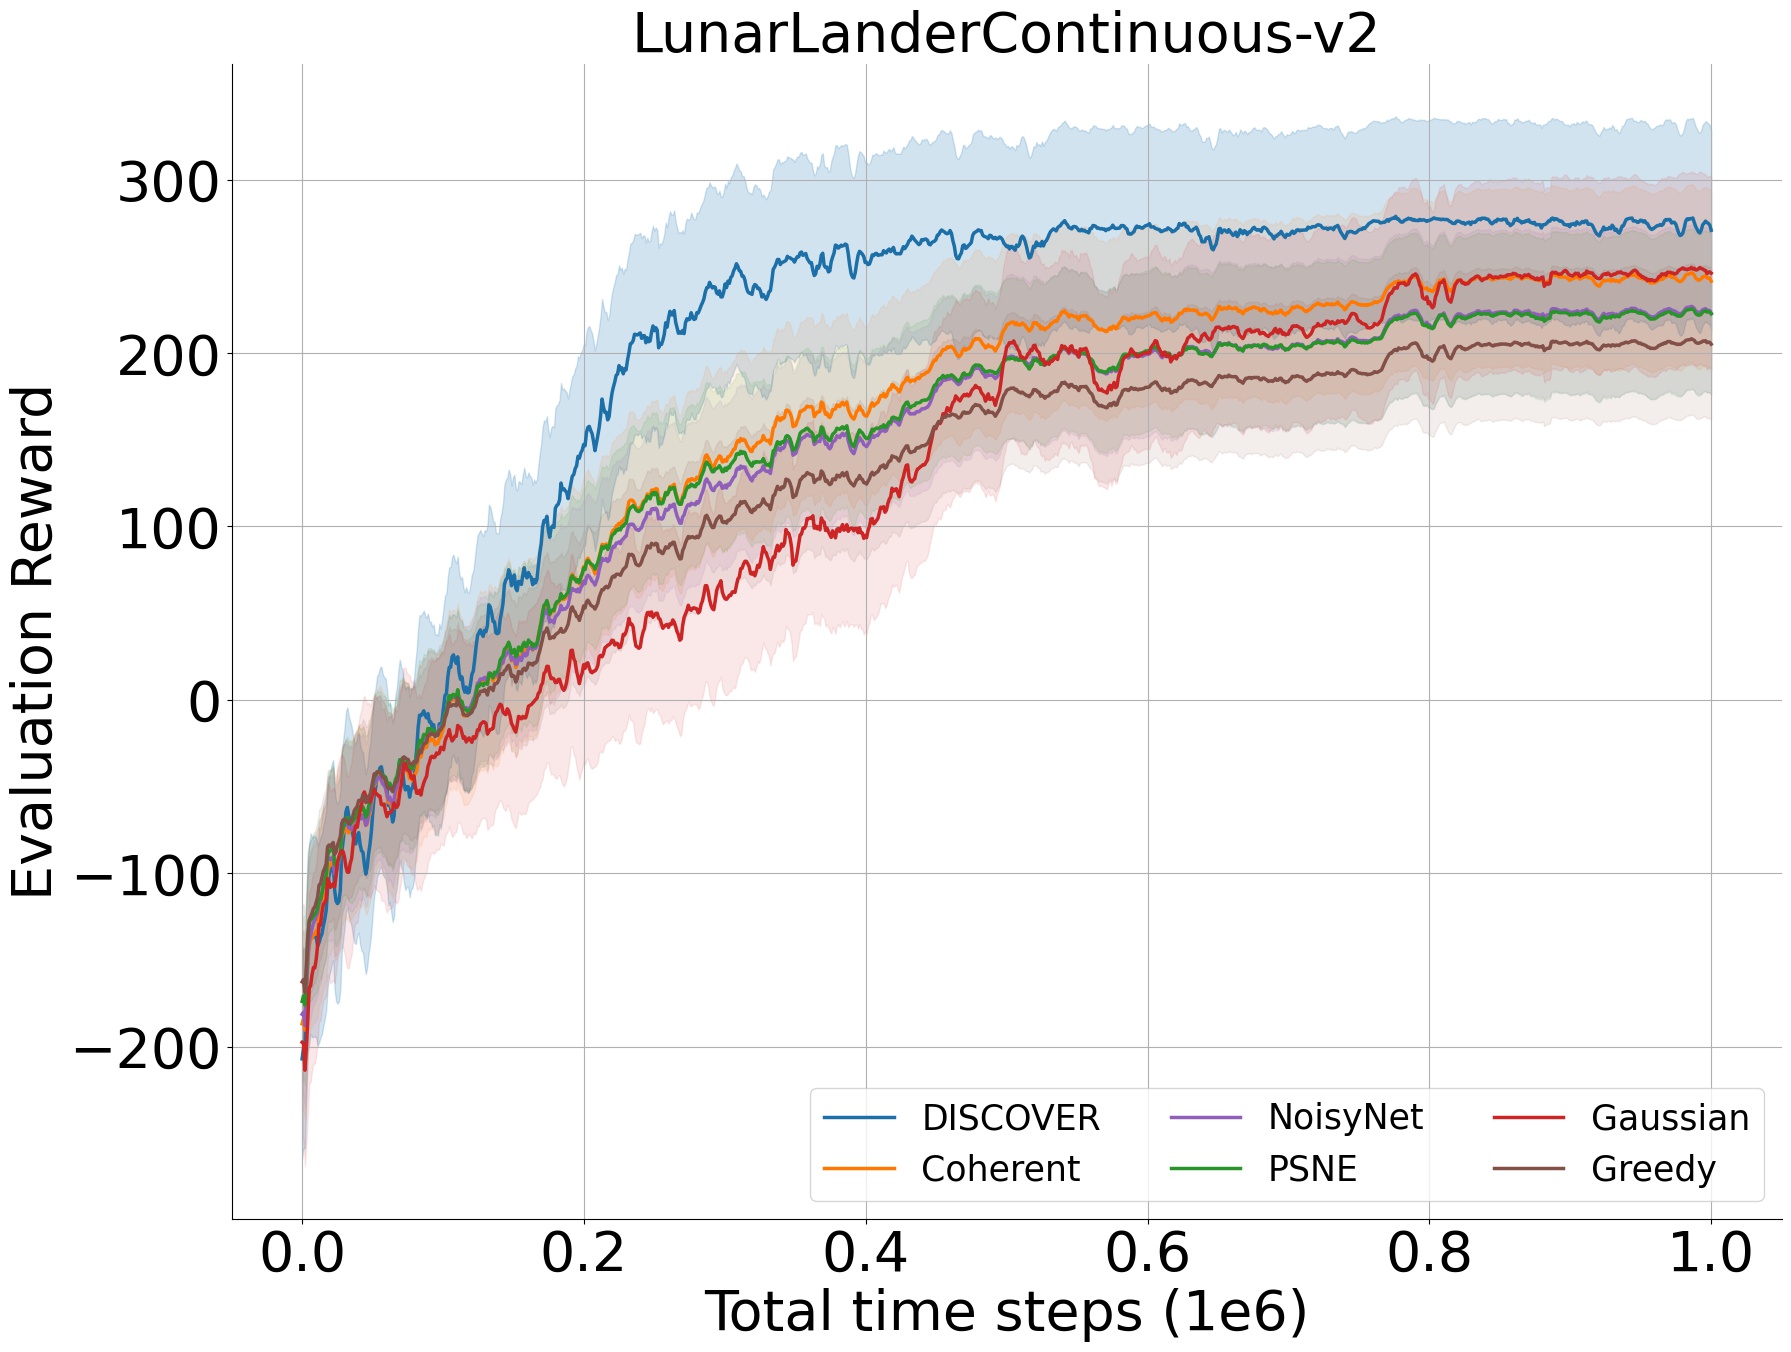 LunarLanderContinuous-v2
Evaluation Reward
300
200
100
0
−100
−200
DISCOVER NoisyNet Gaussian
Coherent PSNE Greedy
0.0 0.2 0.4 0.6 0.8 1.0
Total time steps (1e6)